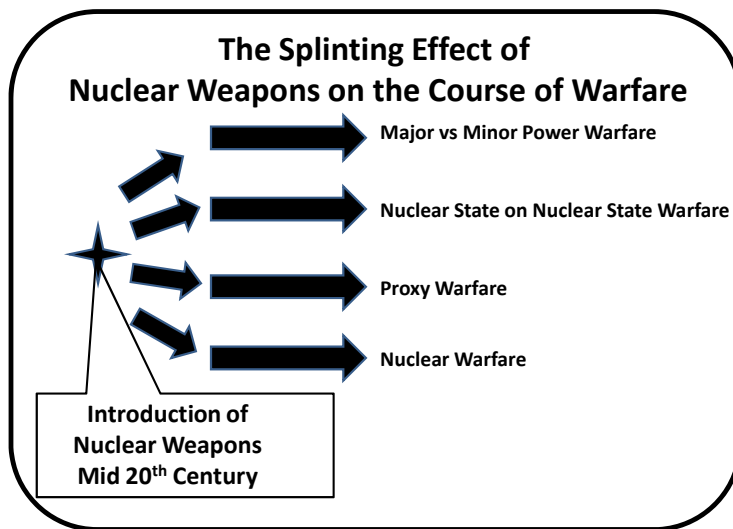 The Splinting Effect of
Nuclear Weapons on the Course of Warfare
Major vs Minor Power Warfare
Nuclear State on Nuclear State Warfare
Proxy Warfare
Nuclear Warfare
Introduction of
Nuclear Weapons
Mid 20th Century